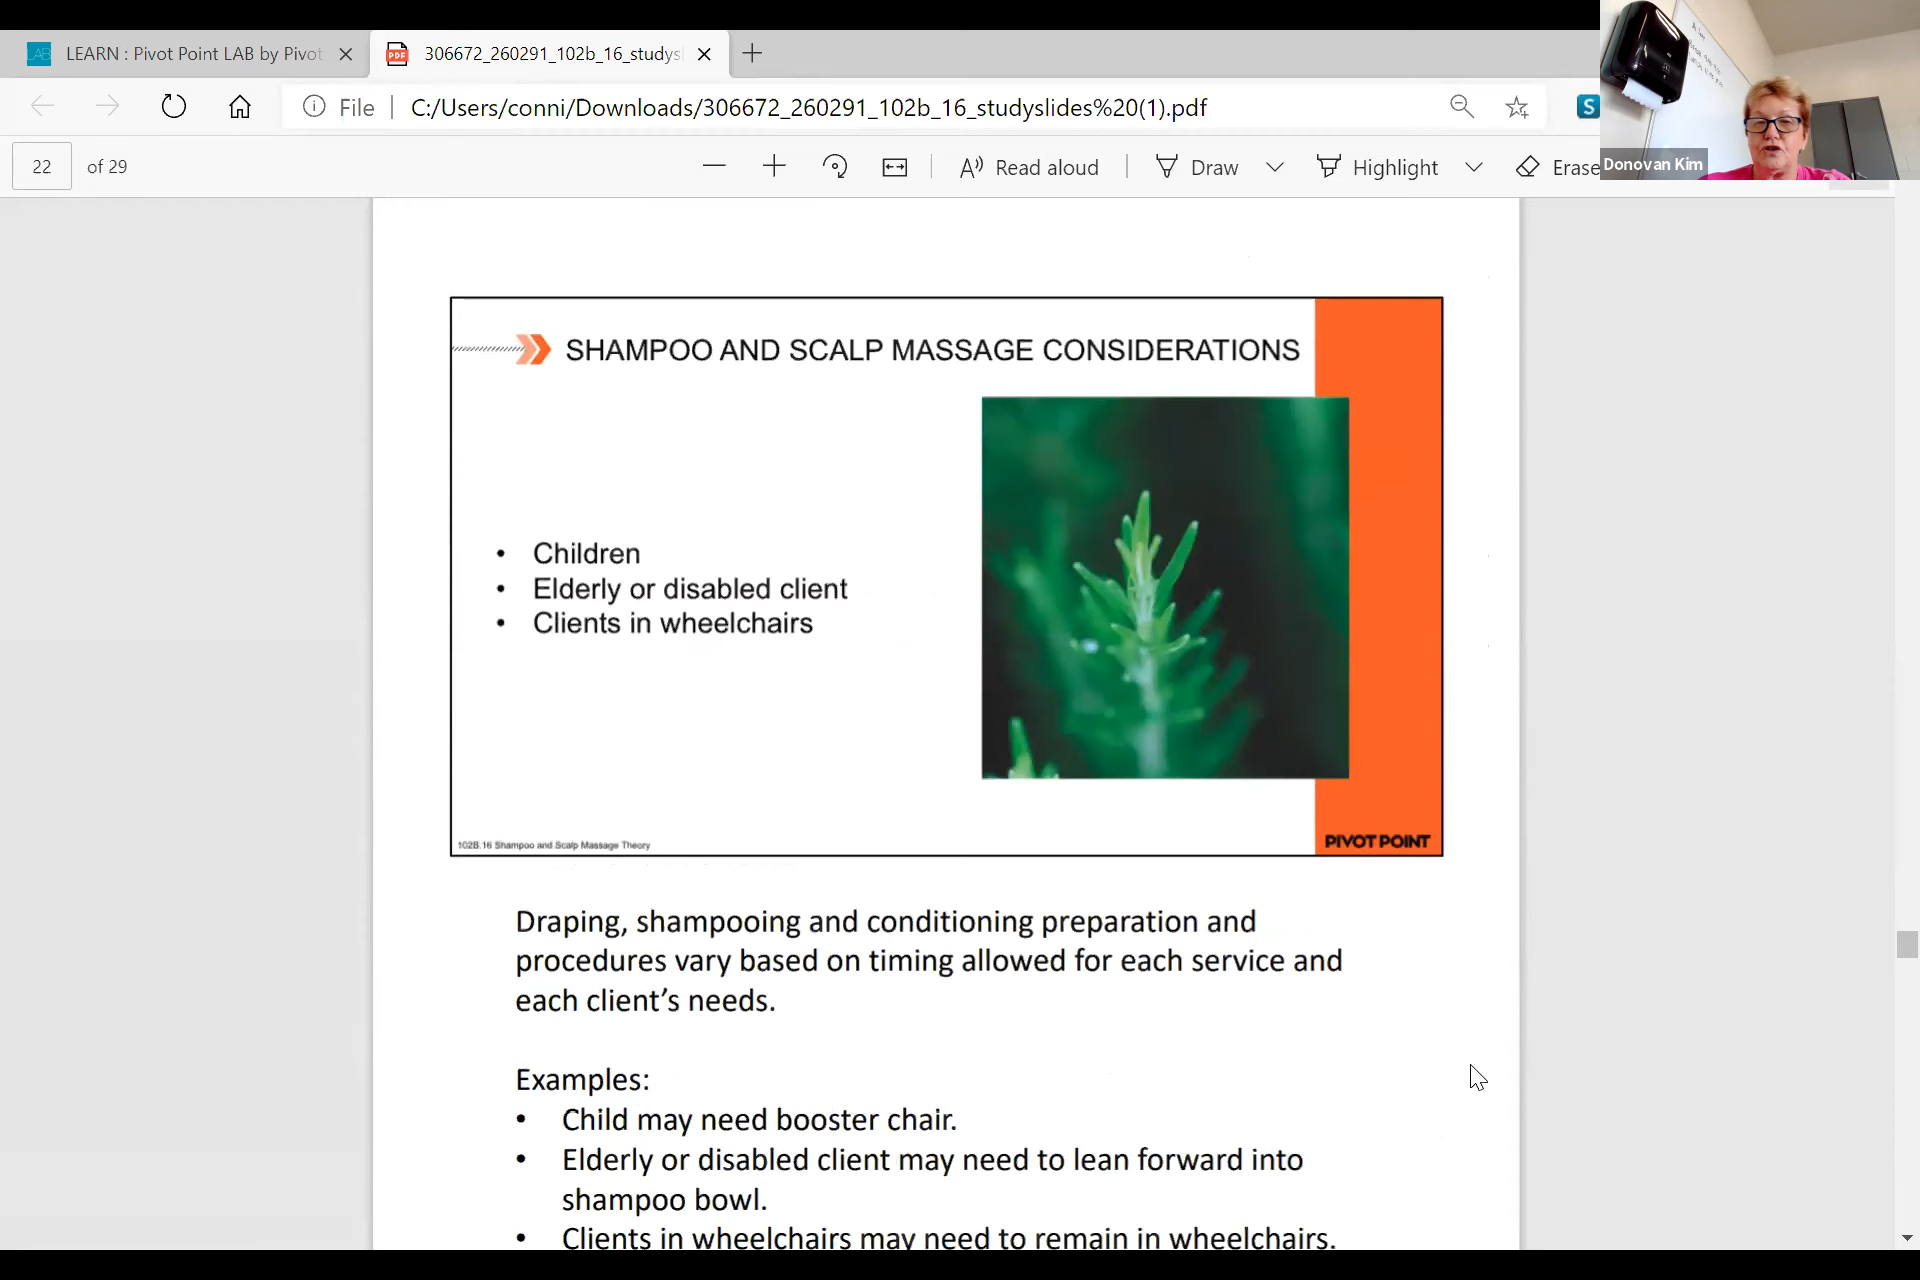 LEARN : Pivot Point LAB by Pivot
306672_260291_102b_16_studys
File
C:/Users/conni/Downloads/306672_260291_102b_16_studyslides%20(1).pdf
S
Donovan Kim
22 of 29
Read aloud
Draw
Highlight
Erase
SHAMPOO AND SCALP MASSAGE CONSIDERATIONS
• Children
• Elderly or disabled client
• Clients in wheelchairs
102B.16 Shampoo and Scalp Massage Theory
PIVOT POINT
Draping, shampooing and conditioning preparation and
procedures vary based on timing allowed for each service and
each client’s needs.
Examples:
• Child may need booster chair.
• Elderly or disabled client may need to lean forward into
shampoo bowl.
• Clients in wheelchairs may need to remain in wheelchairs.